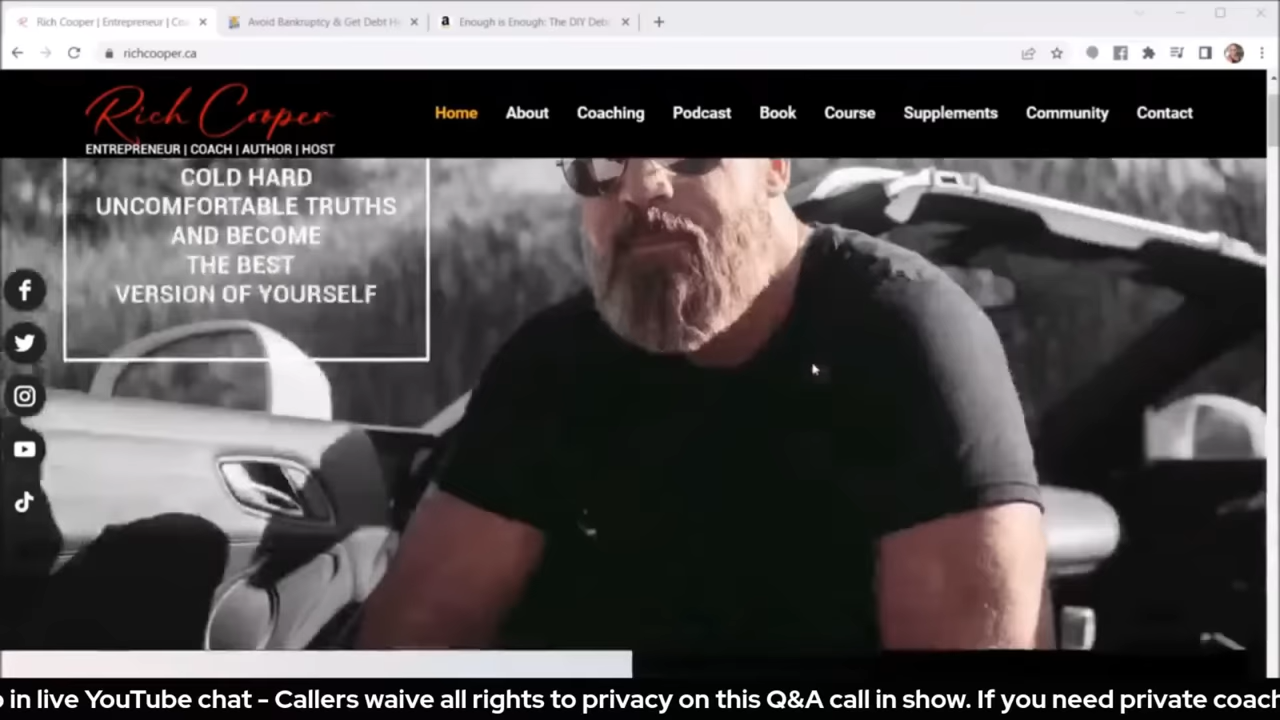 Rich Cooper | Entrepreneur | Coa
Avoid Bankruptcy & Get Debt H
Enough is Enough: The DIY Deb
richcooper.ca
Rich Cooper
ENTREPRENEUR | COACH | AUTHOR | HOST
Home About Coaching Podcast Book Course Supplements Community Contact
COLD HARD
UNCOMFORTABLE TRUTHS
AND BECOME
THE BEST
VERSION OF YOURSELF
in live YouTube chat - Callers waive all rights to privacy on this Q&A call in show. If you need private coach